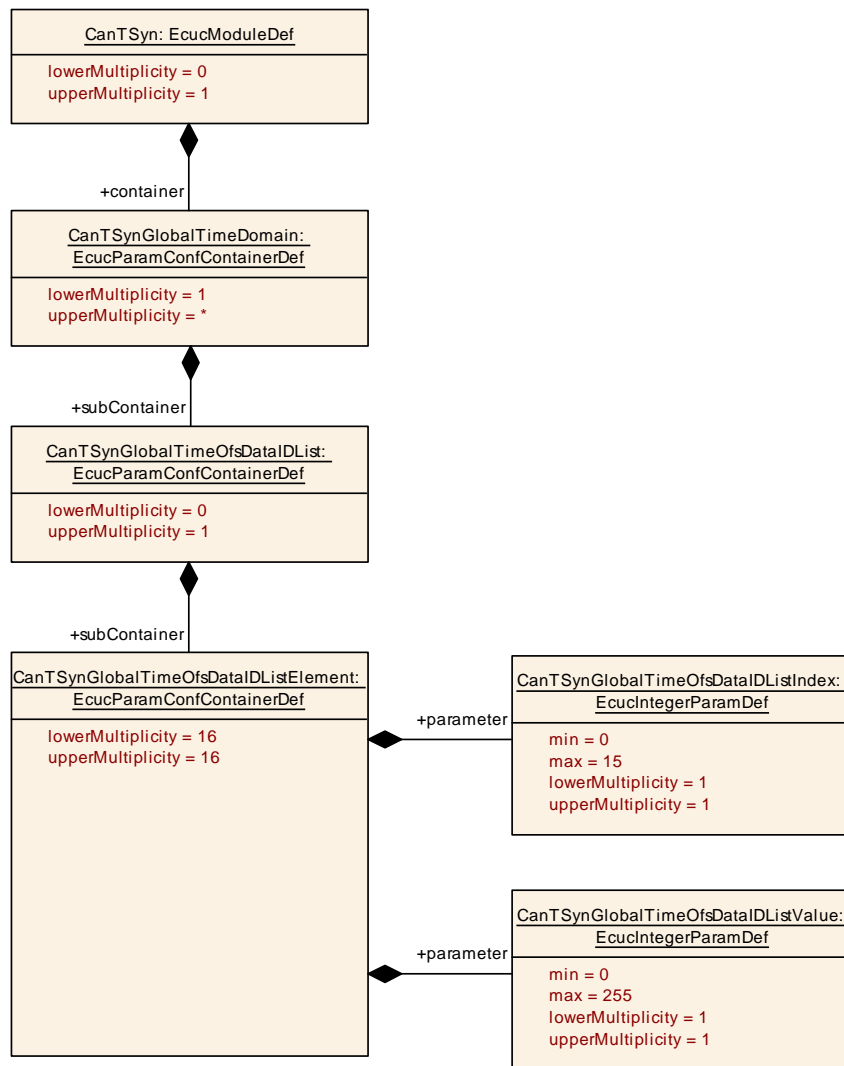 CanTSyn: EcucModuleDef
lowerMultiplicity = 0
upperMultiplicity = 1
+container
CanTSynGlobalTimeDomain:
EcucParamConfContainerDef
lowerMultiplicity = 1
upperMultiplicity = *
+subContainer
CanTSynGlobalTimeOfsDataIDList:
EcucParamConfContainerDef
lowerMultiplicity = 0
upperMultiplicity = 1
+subContainer
CanTSynGlobalTimeOfsDataIDListElement:
EcucParamConfContainerDef
lowerMultiplicity = 16
upperMultiplicity = 16
+parameter
CanTSynGlobalTimeOfsDataIDListIndex:
EcucIntegerParamDef
min = 0
max = 15
lowerMultiplicity = 1
upperMultiplicity = 1
+parameter
CanTSynGlobalTimeOfsDataIDListValue:
EcucIntegerParamDef
min = 0
max = 255
lowerMultiplicity = 1
upperMultiplicity = 1